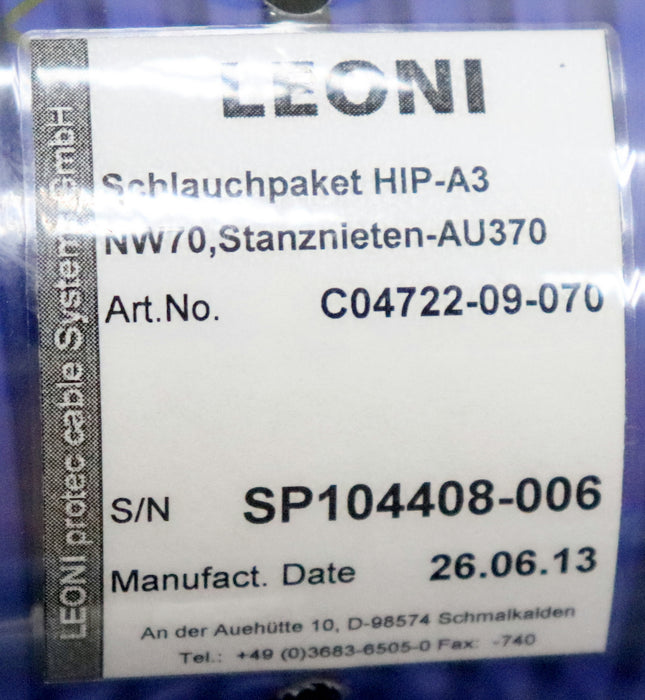 LEONI
Schlauchpaket HIP-A3
NW70,Stanznieten-AU370
Art.No. C04722-09-070
S/N SP104408-006
Manufact. Date 26.06.13
An der Auehütte 10, D-98574 Schmalkalden
Tel.: +49 (0)3683-6505-0 Fax: -740
LEONI protec cable Systems GmbH